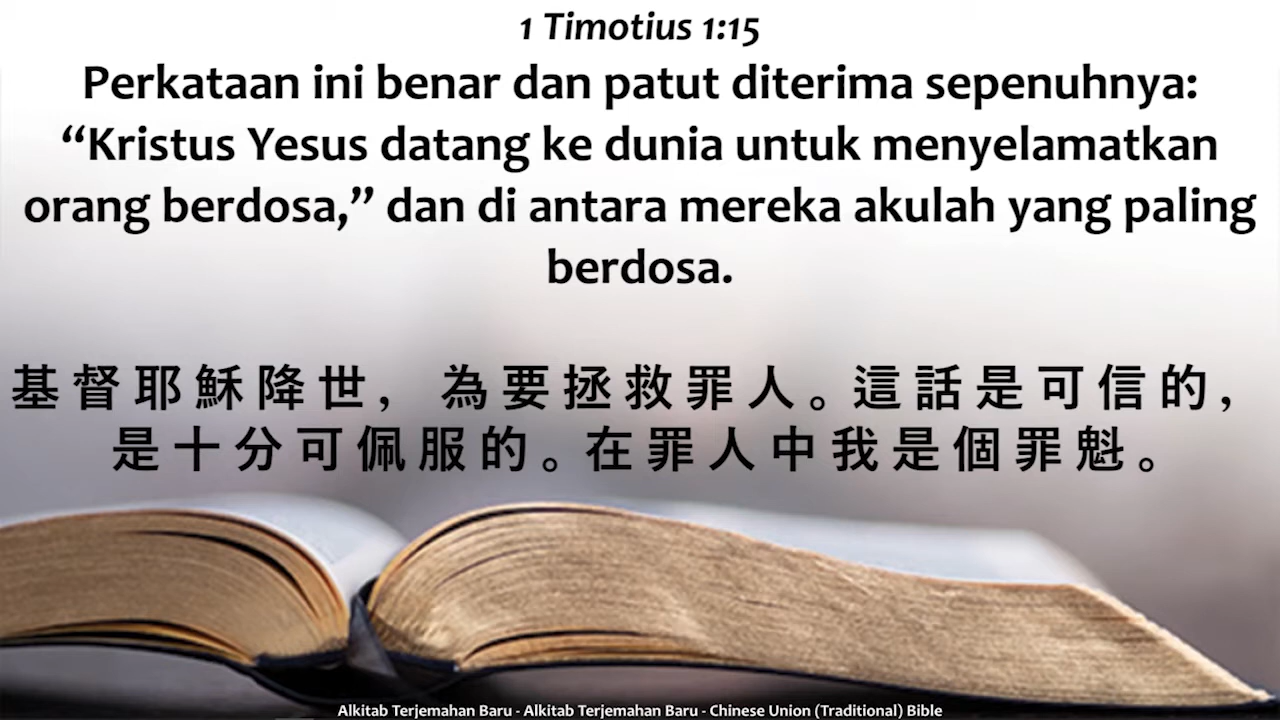 1 Timotius 1:15
Perkataan ini benar dan patut diterima sepenuhnya:
“Kristus Yesus datang ke dunia untuk menyelamatkan
orang berdosa,” dan di antara mereka akulah yang paling
berdosa.
基督耶穌降世, 為要拯救罪人。這話是可信的,
是十分可佩服的。在罪人中我是個罪魁。
Alkitab Terjemahan Baru - Alkitab Terjemahan Baru - Chinese Union (Traditional) Bible